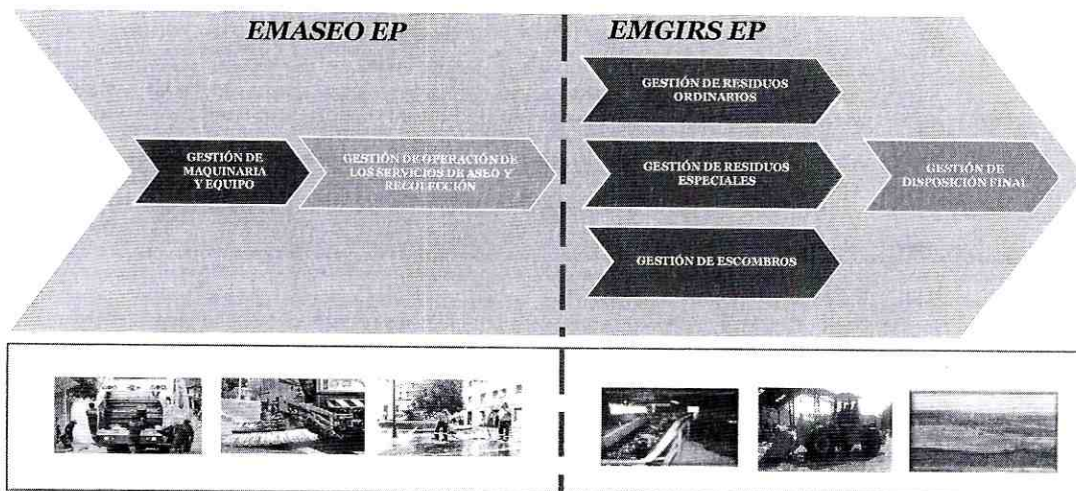 EMASEO EP
EMGIRS EP
GESTIÓN DE
MAQUINARIA
Y EQUIPO
GESTIÓN DE OPERACIÓN DE
LOS SERVICIOS DE ASEO Y
RECOLECCIÓN
GESTIÓN DE RESIDUOS
ORDINARIOS
GESTIÓN DE RESIDUOS
ESPECIALES
GESTIÓN DE ESCOMBROS
GESTIÓN DE
DISPOSICIÓN FINAL